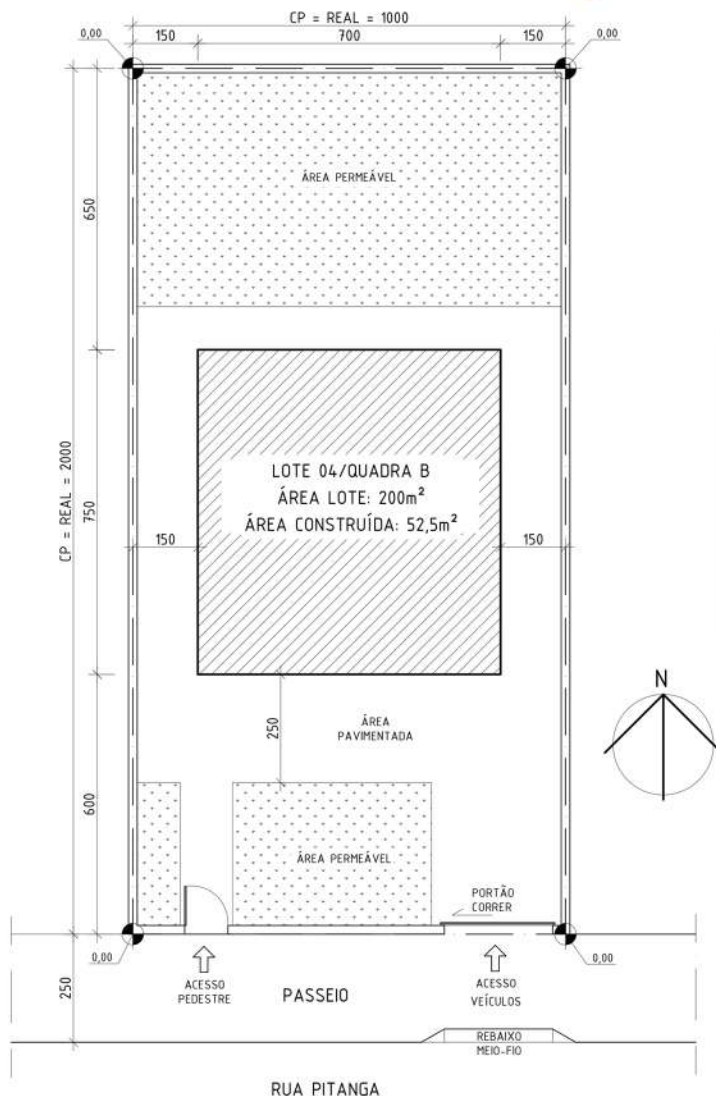 CP = REAL = 1000
0,00
150
700
150
0,00
ÁREA PERMEÁVEL
650
LOTE 04/QUADRA B
ÁREA LOTE: 200m²
ÁREA CONSTRUÍDA: 52,5m²
CP = REAL = 2000
750
150
150
N
250
ÁREA
PAVIMENTADA
600
ÁREA PERMEÁVEL
PORTÃO
CORRER
0,00
0,00
250
ACESSO
PEDESTRE
PASSEIO
ACESSO
VEÍCULOS
REBAIXO
MEIO-FIO
RUA PITANGA